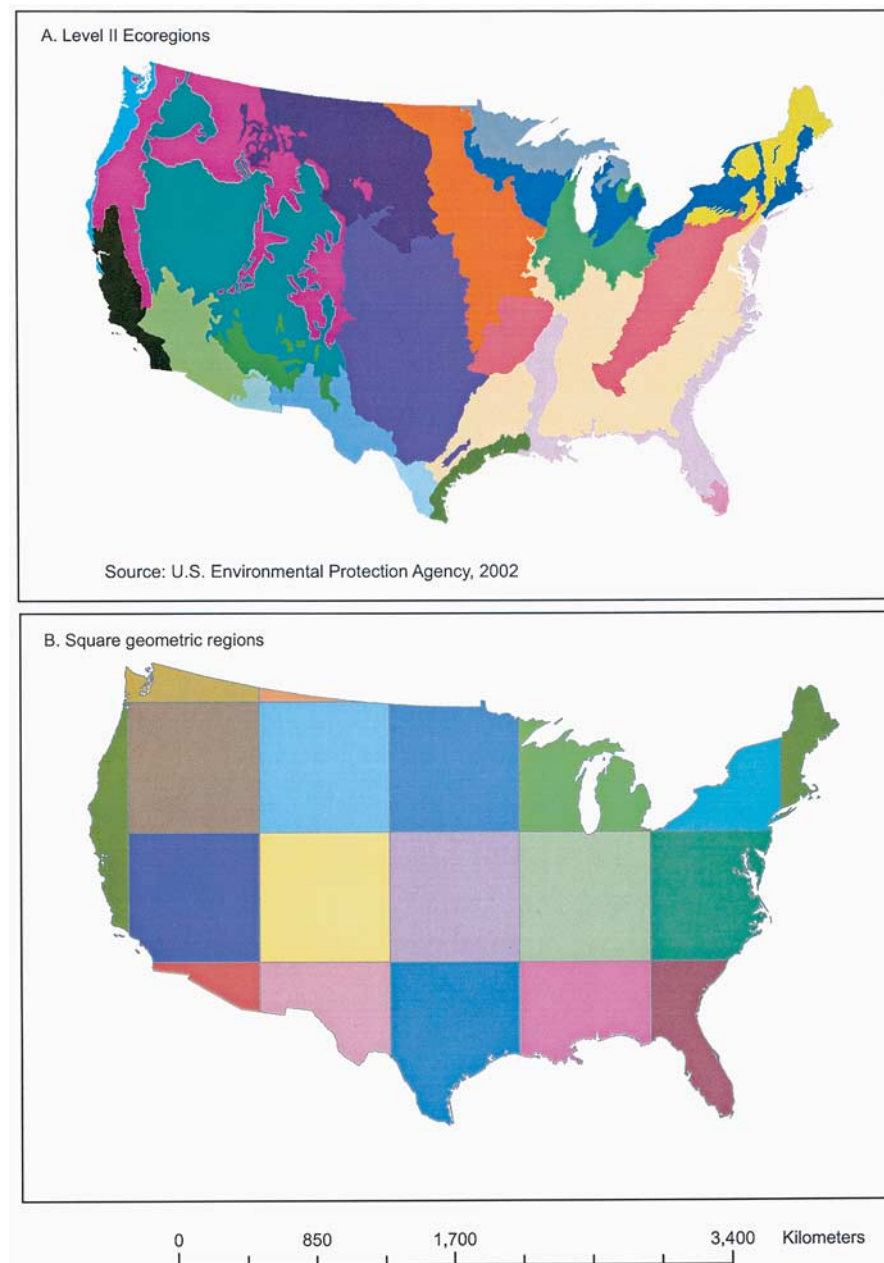 A. Level II Ecoregions
Source: U.S. Environmental Protection Agency, 2002
B. Square geometric regions
0 850 1,700 3,400 Kilometers